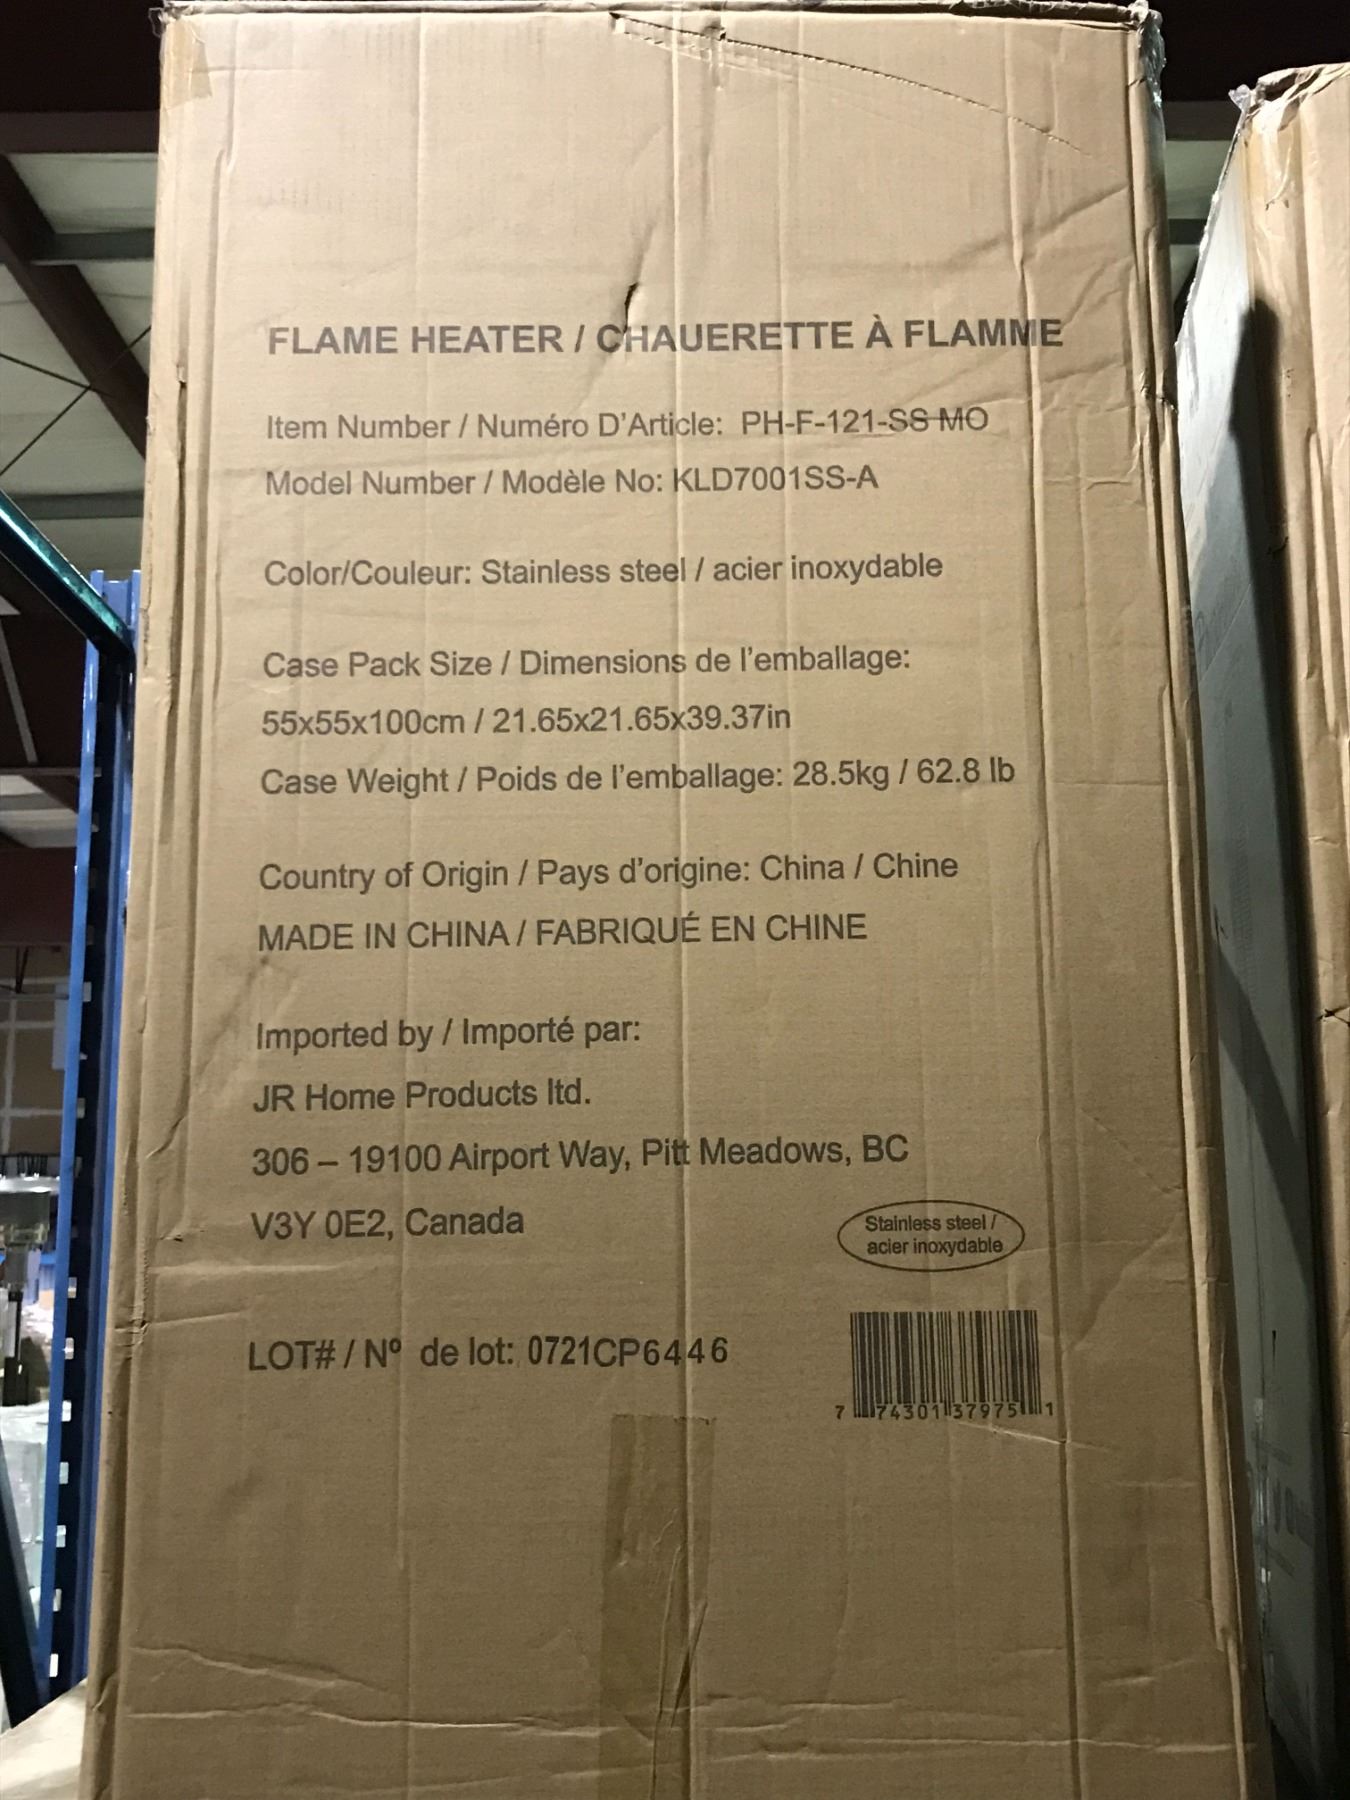 FLAME HEATER / CHAUERETTE À FLAMME
Item Number / Numéro D'Article: PH-F-121-SS MO
Model Number / Modèle No: KLD7001SS-A
Color/Couleur: Stainless steel / acier inoxydable
Case Pack Size / Dimensions de l'emballage:
55x55x100cm / 21.65x21.65x39.37in
Case Weight / Poids de l'emballage: 28.5kg / 62.8 lb
Country of Origin / Pays d'origine: China / Chine
MADE IN CHINA / FABRIQUÉ EN CHINE
Imported by / Importé par:
JR Home Products ltd.
306 – 19100 Airport Way, Pitt Meadows, BC
V3Y 0E2, Canada
Stainless steel /
acier inoxydable
LOT# / Nº de lot: 0721CP6446
7 74301 37975 1